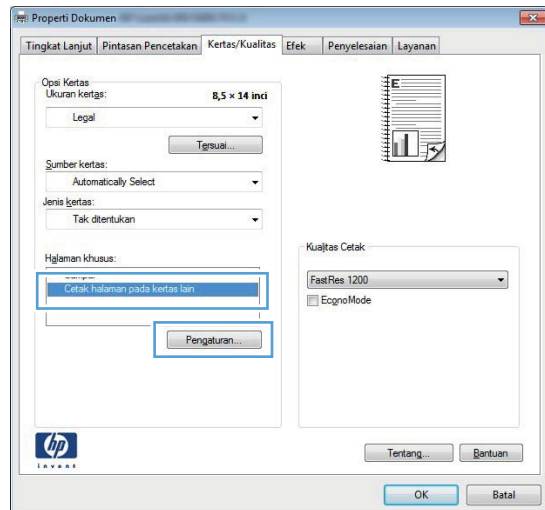 Properti Dokumen
Tingkat Lanjut Pintasan Pencetakan Kertas/Kualitas Efek Penyelesaian Layanan
Opsi Kertas
Ukuran kertas: 8,5 × 14 inci
Legal
Tersuai...
Sumber kertas:
Automatically Select
Jenis kertas:
Tak ditentukan
Halaman khusus:
Cetak halaman pada kertas lain
Pengaturan...
E
Kualitas Cetak
FastRes 1200
EconoMode
hp
invent
Tentang... Bantuan
OK Batal